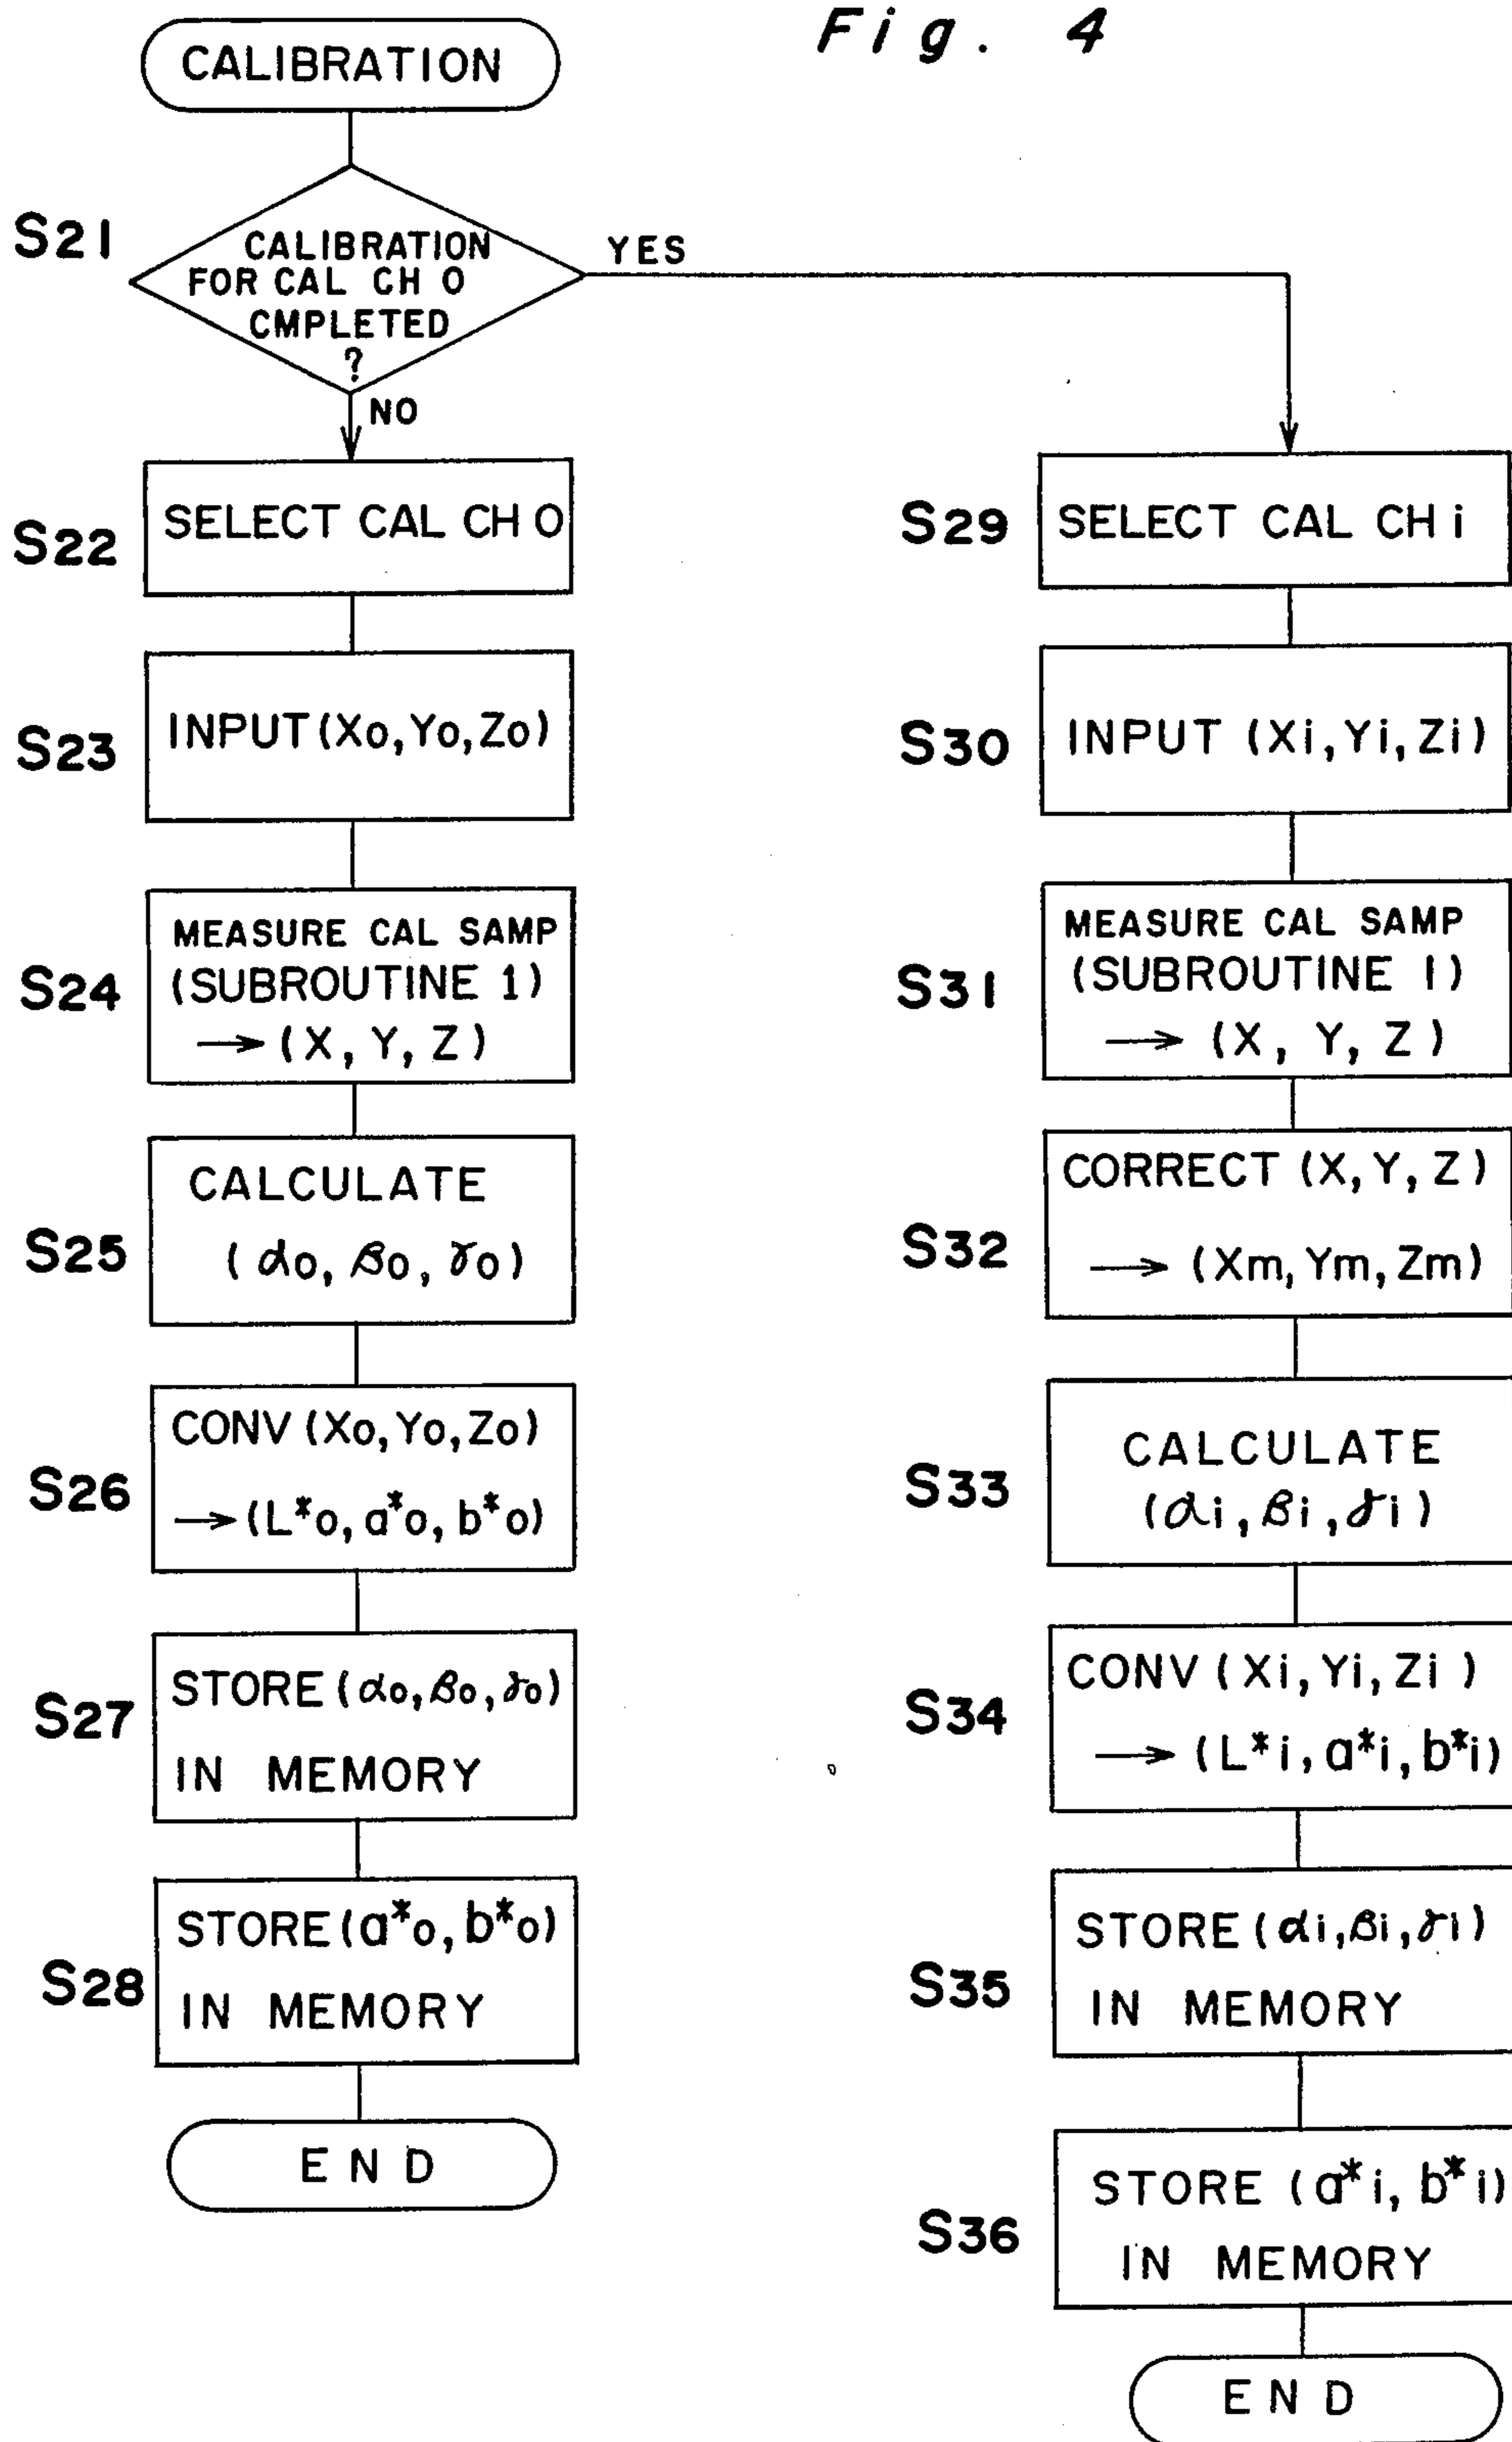 Fig. 4
CALIBRATION
S21
CALIBRATION
FOR CAL CH 0
CMPLETED
?
YES
NO
S22
SELECT CAL CH 0
S23
INPUT (Xo, Yo, Zo)
S24
MEASURE CAL SAMP
(SUBROUTINE 1)
→ (X, Y, Z)
S25
CALCULATE
(αo, βo, γo)
S26
CONV (Xo, Yo, Zo)
→ (L*o, a*o, b*o)
S27
STORE (αo, βo, γo)
IN MEMORY
S28
STORE (a*o, b*o)
IN MEMORY
END
S29
SELECT CAL CH i
S30
INPUT (Xi, Yi, Zi)
S31
MEASURE CAL SAMP
(SUBROUTINE 1)
→ (X, Y, Z)
S32
CORRECT (X, Y, Z)
→ (Xm, Ym, Zm)
S33
CALCULATE
(αi, βi, γi)
S34
CONV (Xi, Yi, Zi)
→ (L*i, a*i, b*i)
S35
STORE (αi, βi, γi)
IN MEMORY
S36
STORE (a*i, b*i)
IN MEMORY
END